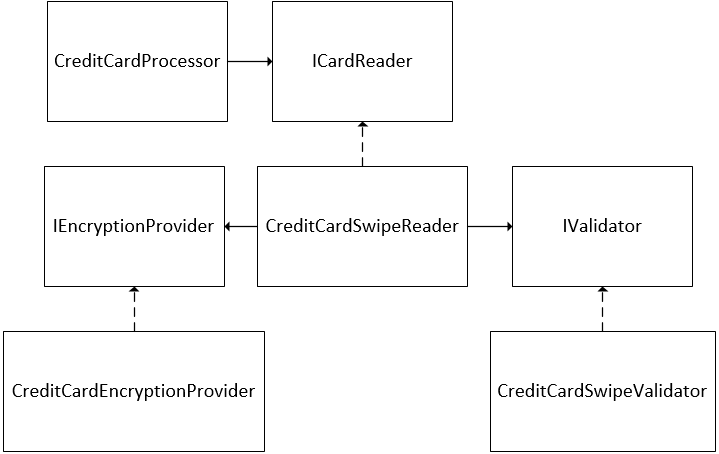 CreditCardProcessor
ICardReader
IEncryptionProvider
CreditCardSwipeReader
IValidator
CreditCardEncryptionProvider
CreditCardSwipeValidator